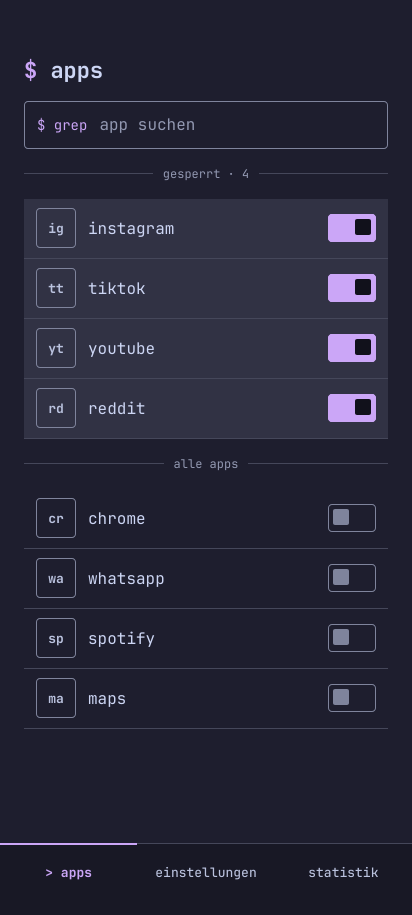 $ apps
$ grep app suchen
gesperrt · 4
ig instagram
tt tiktok
yt youtube
rd reddit
alle apps
cr chrome
wa whatsapp
sp spotify
ma maps
> apps einstellungen statistik